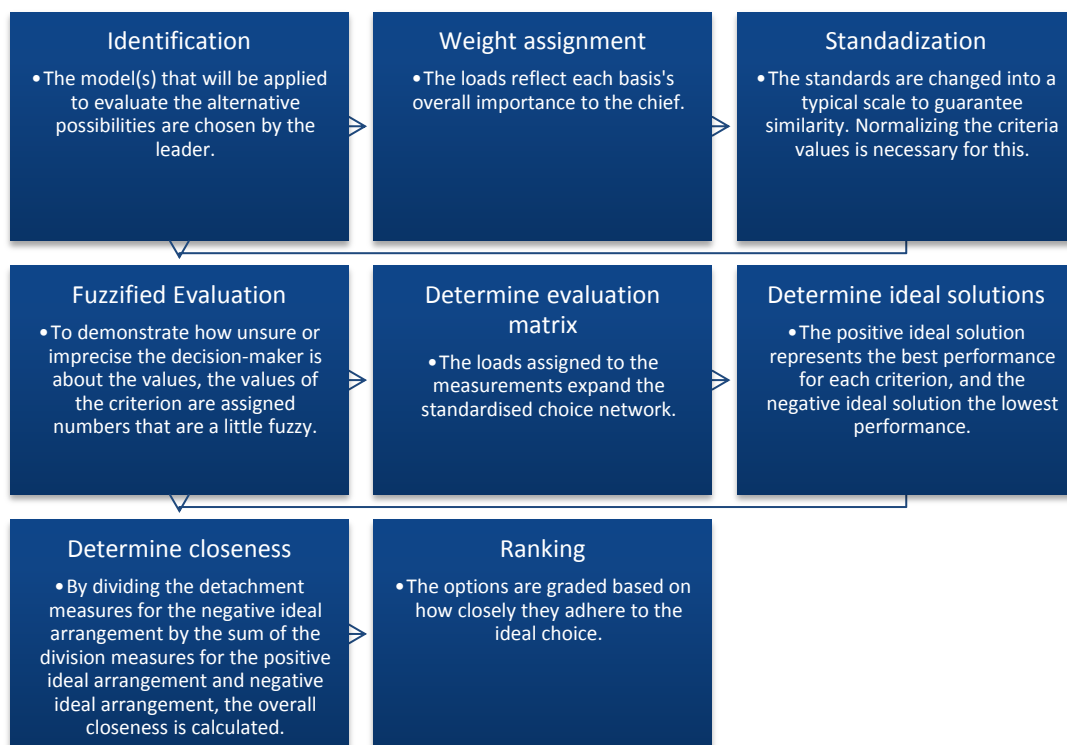 Identification
•The model(s) that will be applied
to evaluate the alternative
possibilities are chosen by the
leader.
Weight assignment
•The loads reflect each basis's
overall importance to the chief.
Standadization
•The standards are changed into a
typical scale to guarantee
similarity. Normalizing the criteria
values is necessary for this.
Fuzzified Evaluation
•To demonstrate how unsure or
imprecise the decision-maker is
about the values, the values of
the criterion are assigned
numbers that are a little fuzzy.
Determine evaluation
matrix
•The loads assigned to the
measurements expand the
standardised choice network.
Determine ideal solutions
•The positive ideal solution
represents the best performance
for each criterion, and the
negative ideal solution the lowest
performance.
Determine closeness
•By dividing the detachment
measures for the negative ideal
arrangement by the sum of the
division measures for the positive
ideal arrangement and negative
ideal arrangement, the overall
closeness is calculated.
Ranking
•The options are graded based on
how closely they adhere to the
ideal choice.